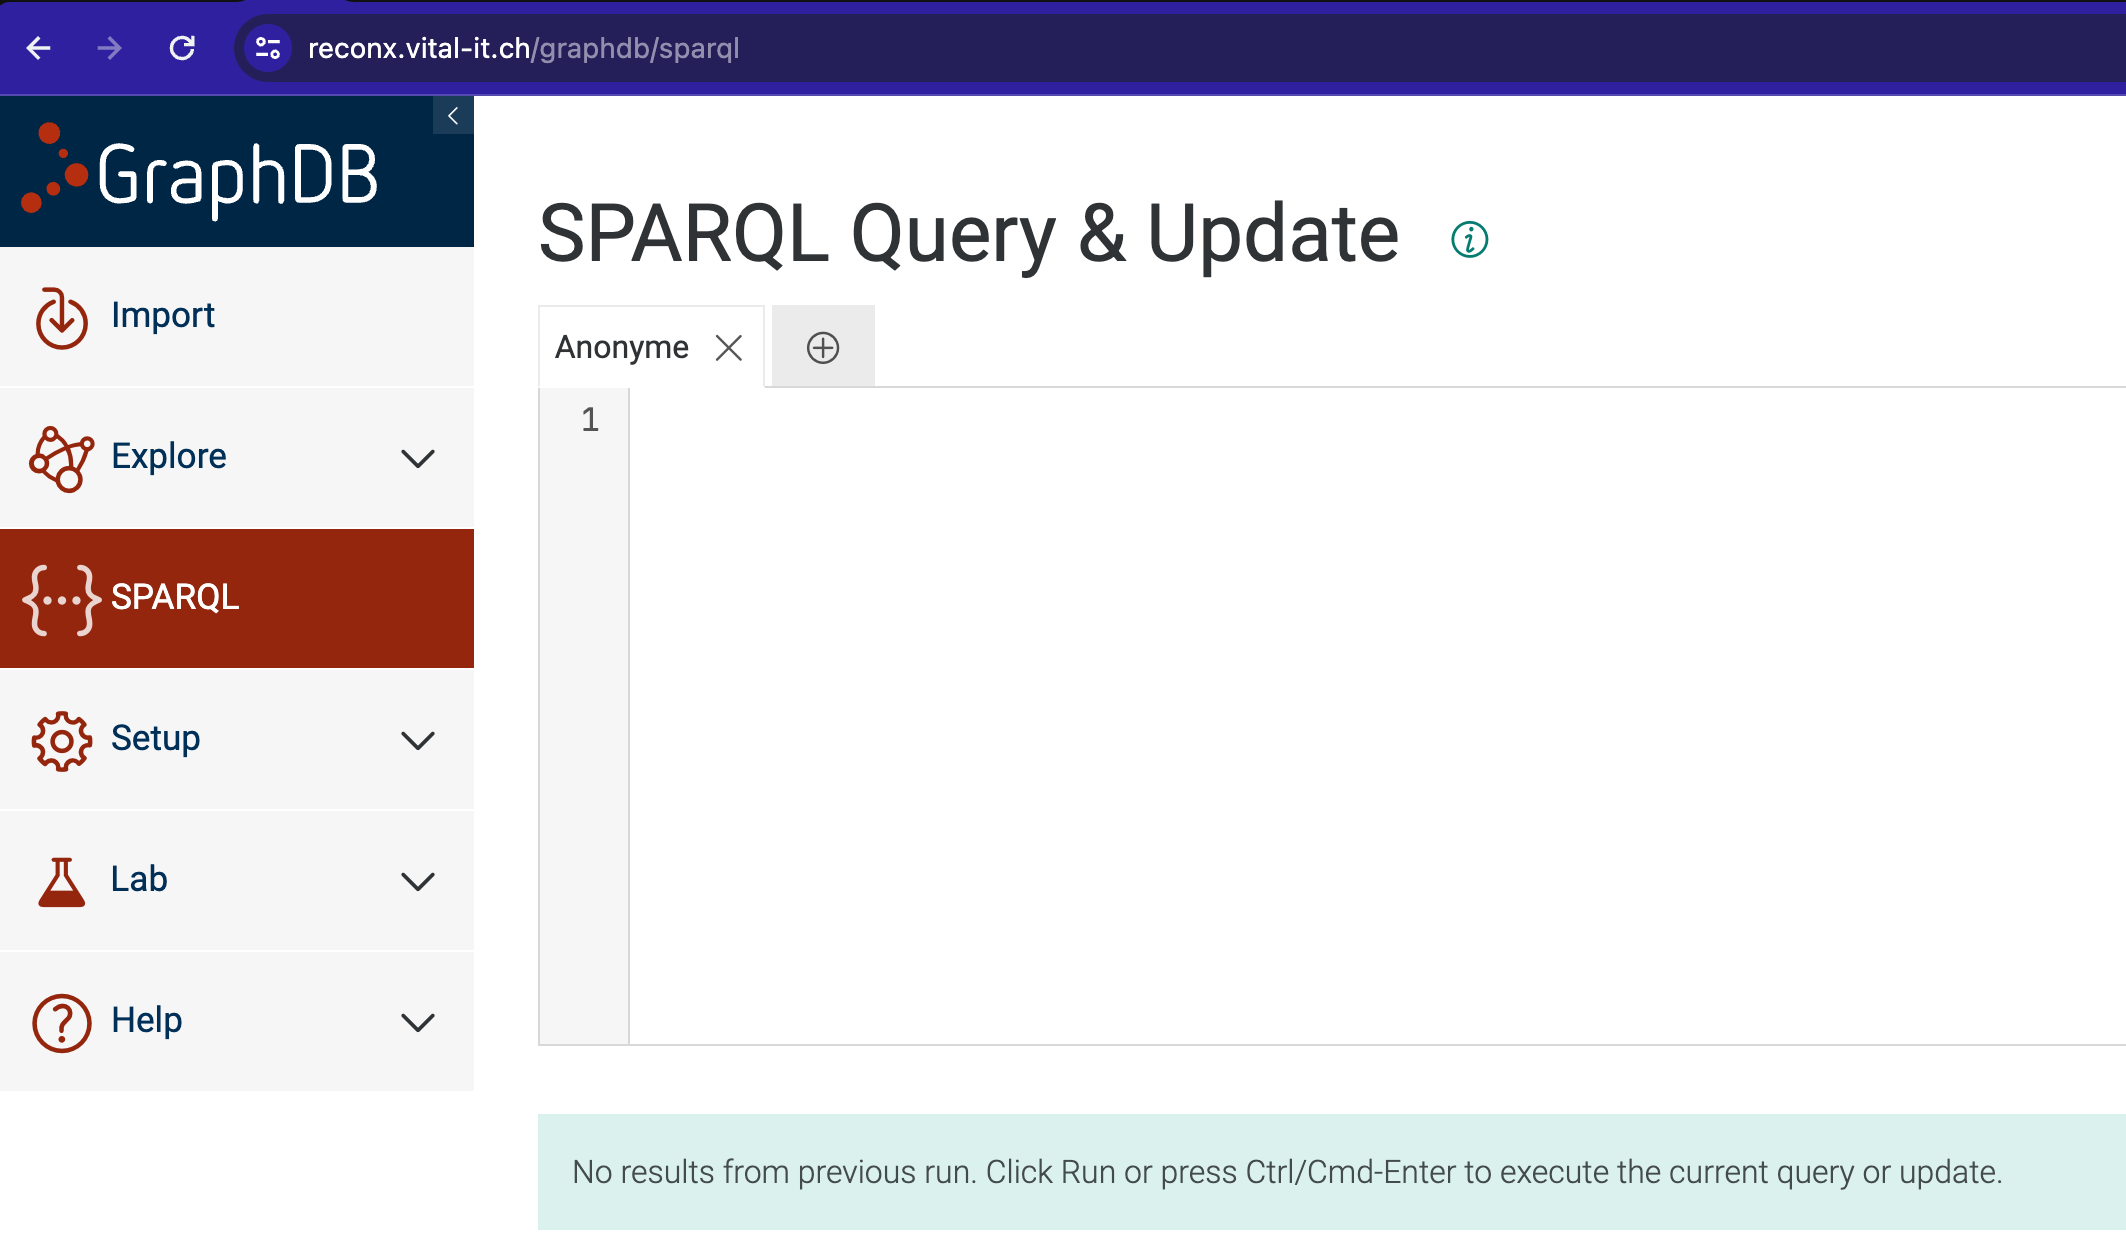 reconx.vital-it.ch/graphdb/sparql
GraphDB
Import
Explore
SPARQL
Setup
Lab
Help
SPARQL Query & Update
Anonyme
1
No results from previous run. Click Run or press Ctrl/Cmd-Enter to execute the current query or update.